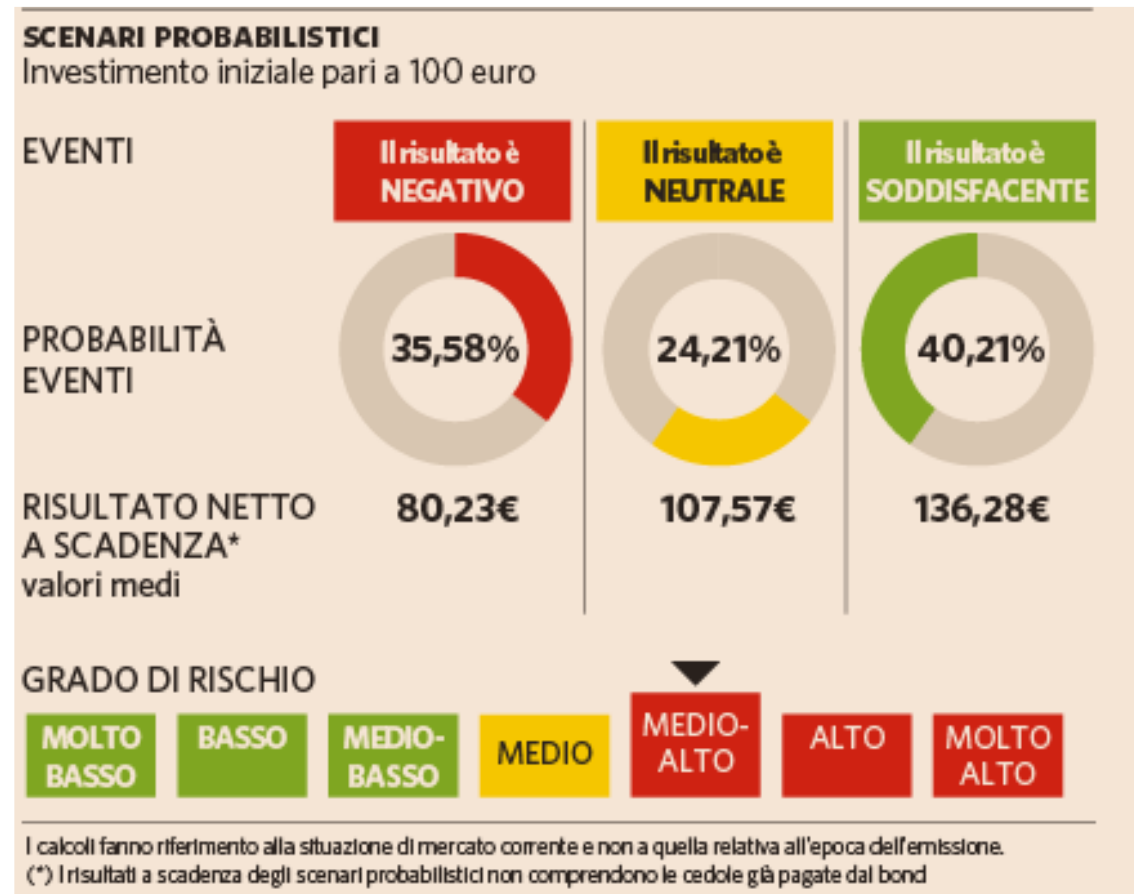 SCENARI PROBABILISTICI
Investimento iniziale pari a 100 euro
EVENTI
Il risultato è
NEGATIVO
Il risultato è
NEUTRALE
Il risultato è
SODDISFACENTE
PROBABILITÀ
EVENTI
35,58%
24,21%
40,21%
RISULTATO NETTO
A SCADENZA*
valori medi
80,23€
107,57€
136,28€
GRADO DI RISCHIO
MOLTO
BASSO
BASSO
MEDIO-
BASSO
MEDIO
MEDIO-
ALTO
ALTO
MOLTO
ALTO
I calcoli fanno riferimento alla situazione di mercato corrente e non a quella relativa all'epoca dell'emissione.
(*) I risultati a scadenza degli scenari probabilistici non comprendono le cedole già pagate dal bond